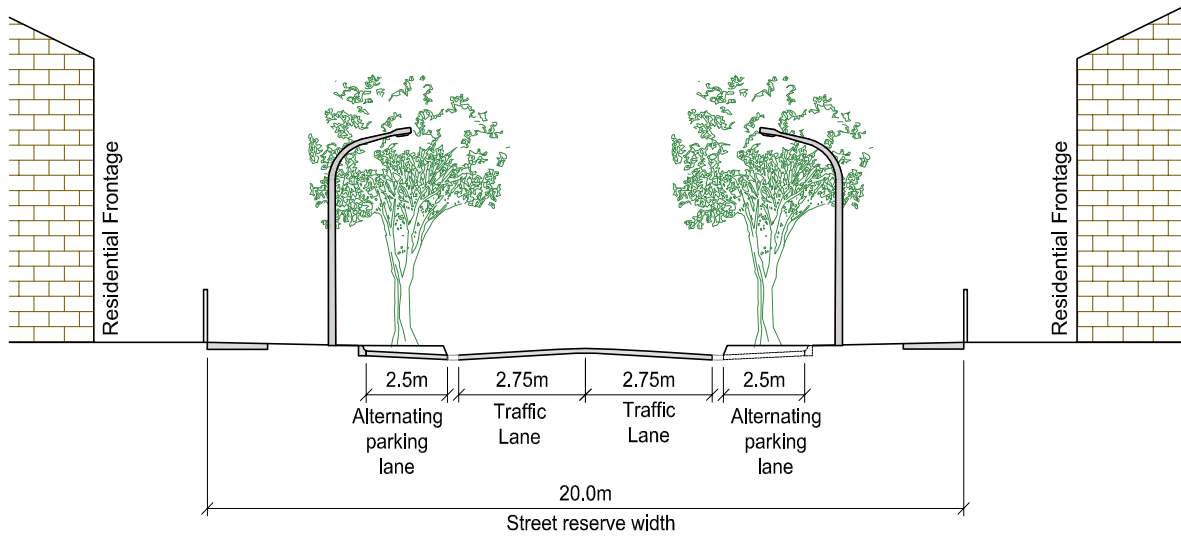 Residential Frontage
Residential Frontage
2.5m
2.75m
2.75m
2.5m
Alternating
parking
lane
Traffic
Lane
Traffic
Lane
Alternating
parking
lane
20.0m
Street reserve width